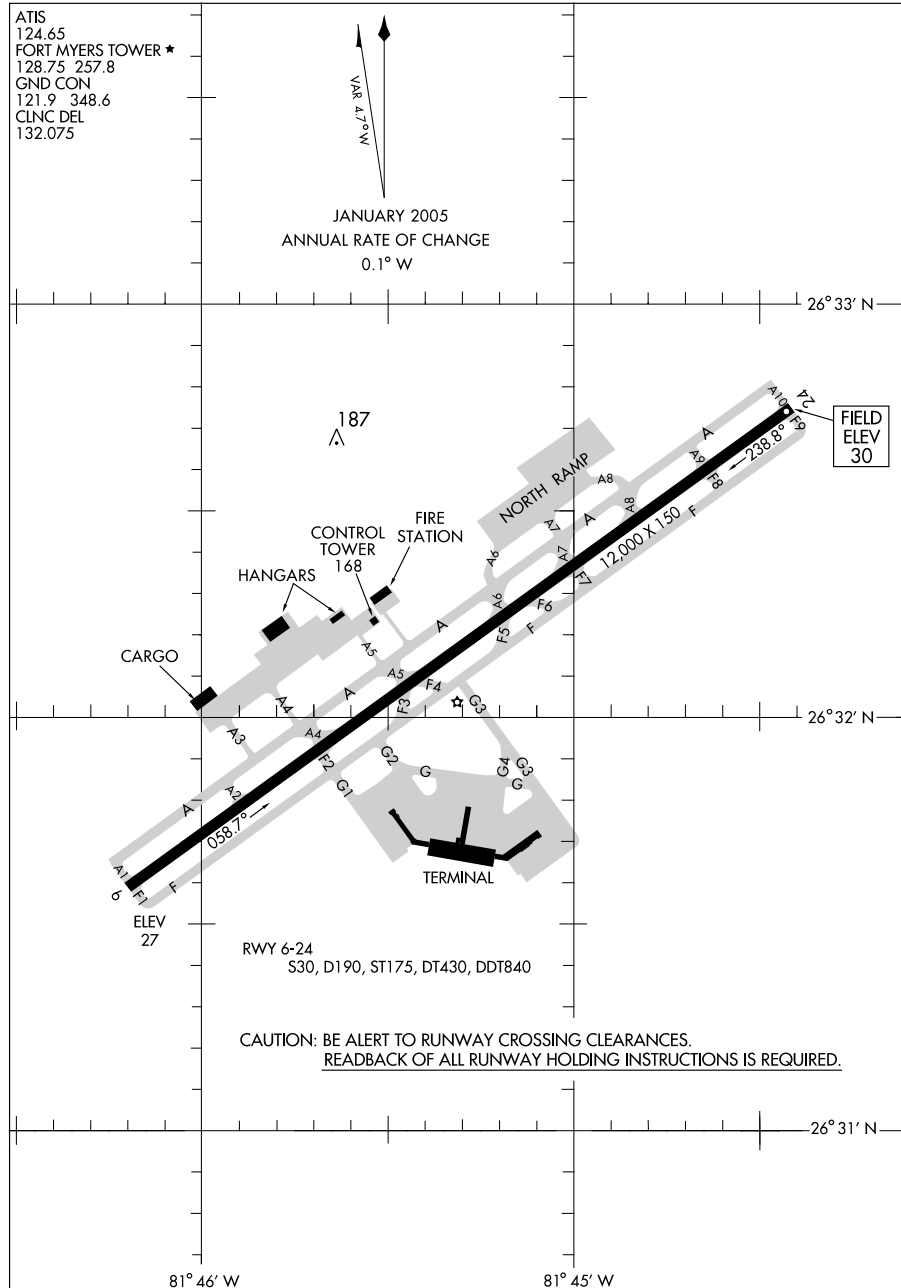 ATIS
124.65
FORT MYERS TOWER ★
128.75 257.8
GND CON
121.9 348.6
CLNC DEL
132.075
VAR 4.7° W
JANUARY 2005
ANNUAL RATE OF CHANGE
0.1° W
26° 33' N
187
A10
24
F9
FIELD
ELEV
30
A
238.8°
A9
F8
NORTH RAMP
A8
A8
F
12,000 X 150
A7
A
A7
F7
A6
A6
F6
F5
F
FIRE
STATION
CONTROL
TOWER
168
HANGARS
CARGO
A
A5
A5
F4
F3
G3
A
A4
A4
A3
26° 32' N
F2
G2
G1
G
G4
G3
G
A2
A
058.7°
A1
F1
F
6
TERMINAL
ELEV
27
RWY 6-24
S30, D190, ST175, DT430, DDT840
CAUTION: BE ALERT TO RUNWAY CROSSING CLEARANCES.
READBACK OF ALL RUNWAY HOLDING INSTRUCTIONS IS REQUIRED.
26° 31' N
81° 46' W
81° 45' W